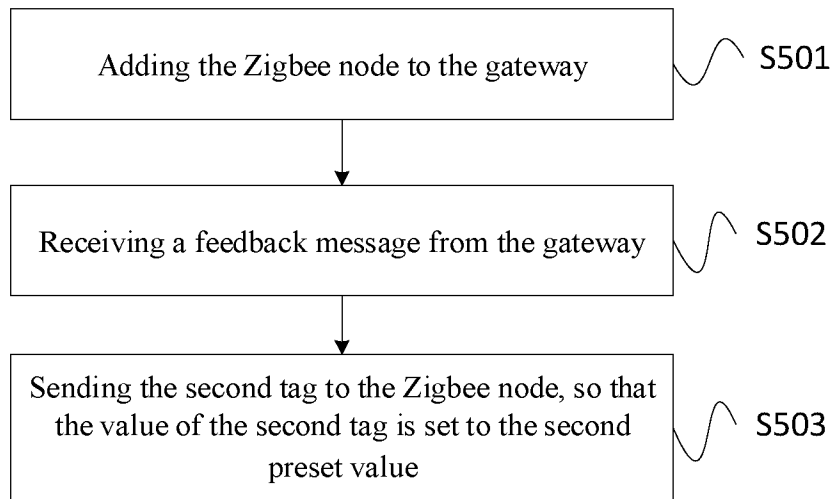 Adding the Zigbee node to the gateway
S501
Receiving a feedback message from the gateway
S502
Sending the second tag to the Zigbee node, so that
the value of the second tag is set to the second
preset value
S503